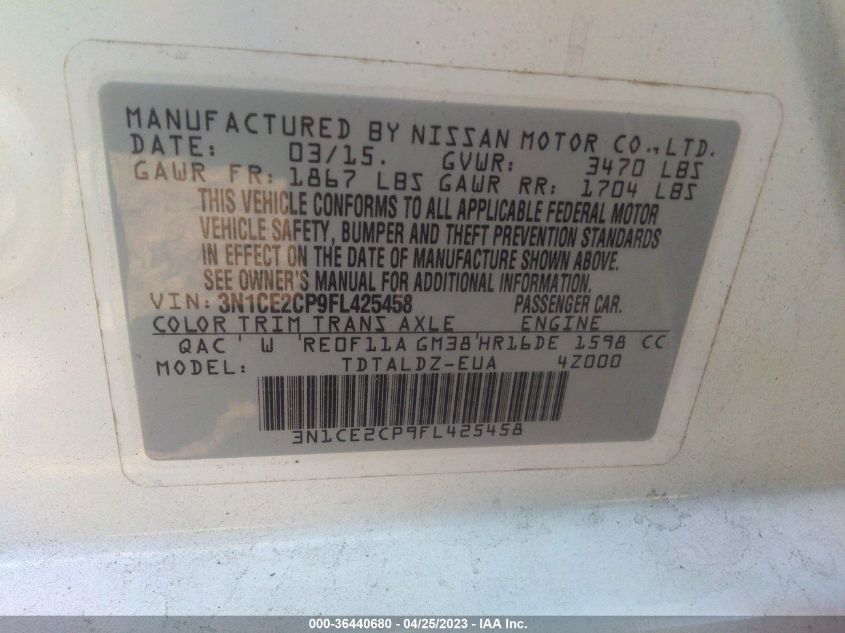 MANUFACTURED BY NISSAN MOTOR CO.,LTD.
DATE: 03/15. GVWR: 3470 LBS
GAWR FR: 1867 LBS GAWR RR: 1704 LBS
THIS VEHICLE CONFORMS TO ALL APPLICABLE FEDERAL MOTOR
VEHICLE SAFETY, BUMPER AND THEFT PREVENTION STANDARDS
IN EFFECT ON THE DATE OF MANUFACTURE SHOWN ABOVE.
SEE OWNER'S MANUAL FOR ADDITIONAL INFORMATION.
VIN: 3N1CE2CP9FL425458 PASSENGER CAR.
COLOR TRIM TRANS AXLE ENGINE
QAC ' W 'RE0F11A GM38'HR16DE 1598 CC
MODEL: TDTALDZ-EUA 4Z000
3N1CE2CP9FL425458
000-36440680 - 04/25/2023 - IAA Inc.